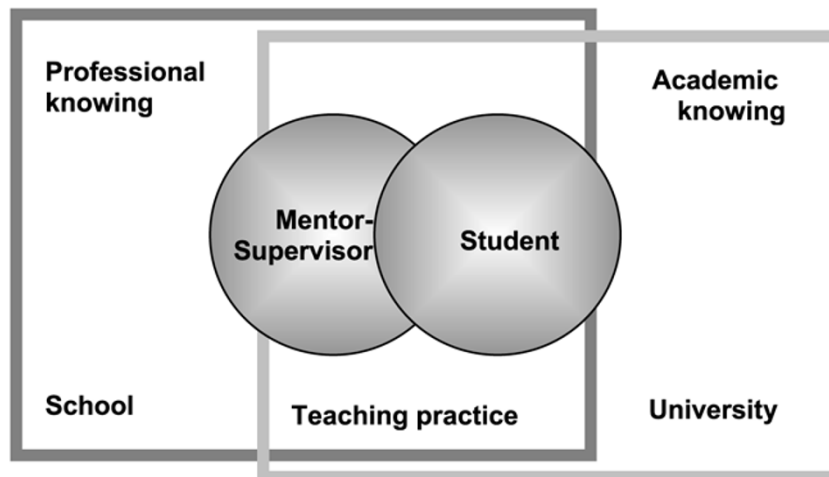 Professional
knowing
Academic
knowing
Mentor-
Supervisor
Student
School
Teaching practice
University